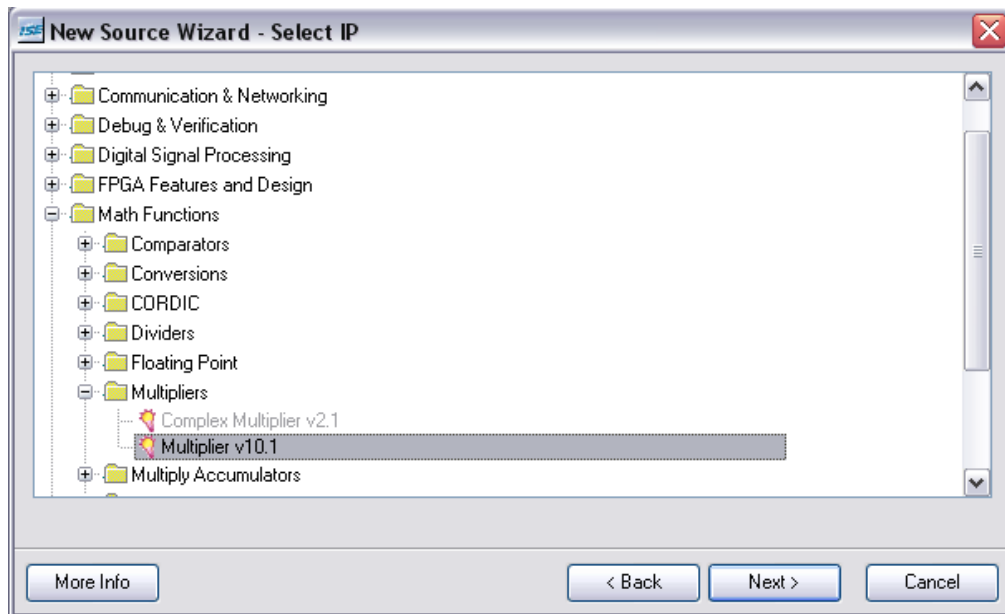 ISE New Source Wizard - Select IP
Communication & Networking
Debug & Verification
Digital Signal Processing
FPGA Features and Design
Math Functions
Comparators
Conversions
CORDIC
Dividers
Floating Point
Multipliers
Complex Multiplier v2.1
Multiplier v10.1
Multiply Accumulators
More Info
< Back
Next >
Cancel